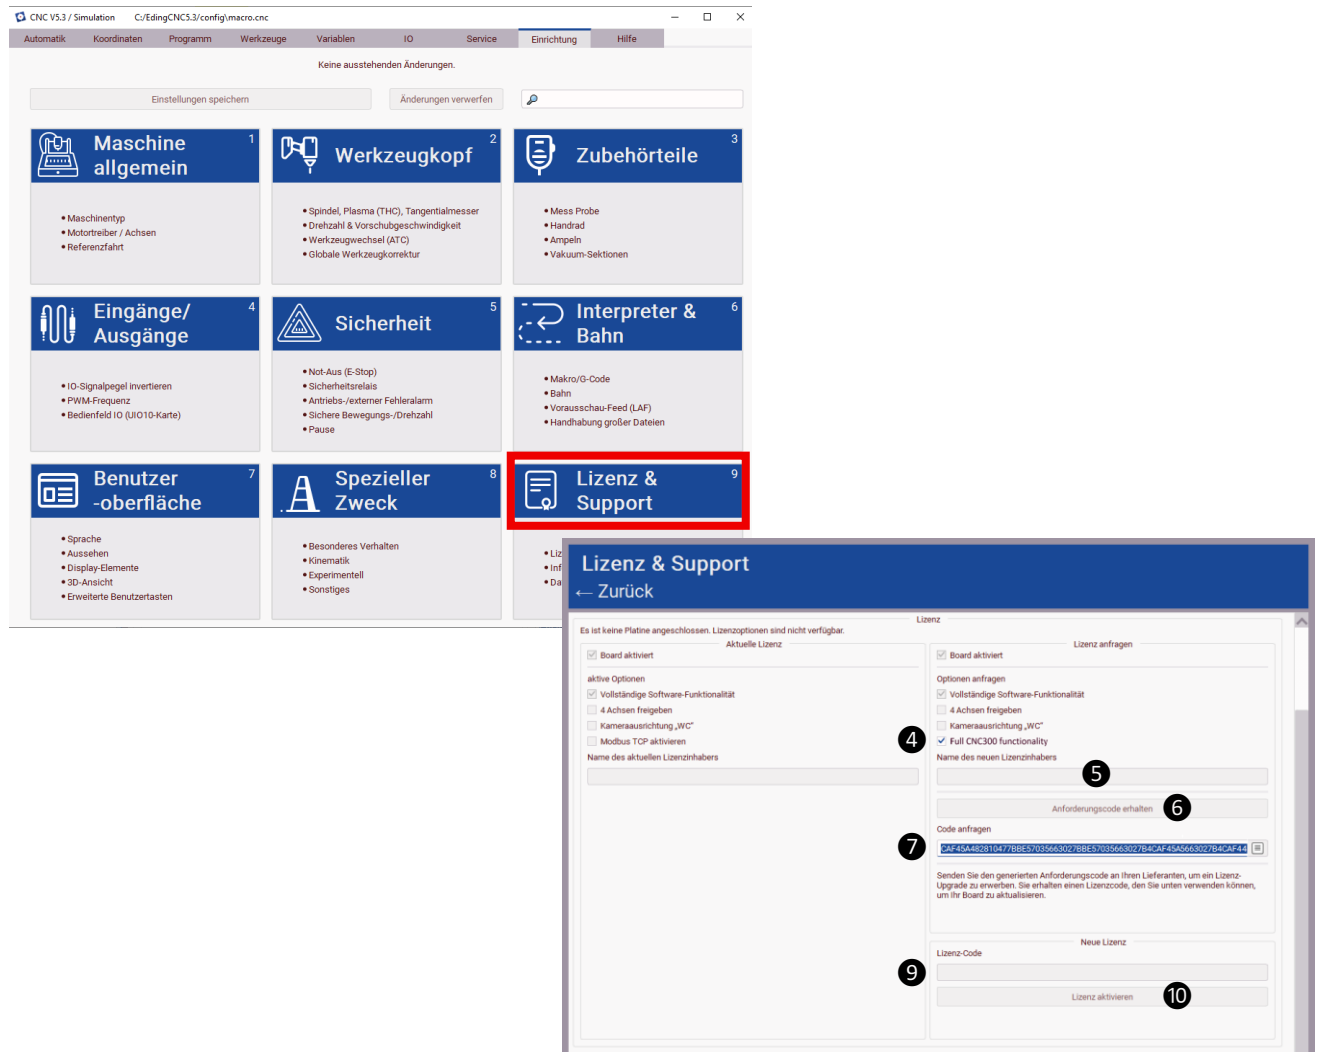 CNC V5.3 / Simulation C:/EdingCNC5.3/config\macro.cnc
Automatik Koordinaten Programm Werkzeuge Variablen IO Service Einrichtung Hilfe
Keine ausstehenden Änderungen.
Einstellungen speichern Änderungen verwerfen
Maschine allgemein 1
• Maschinentyp
• Motortreiber / Achsen
• Referenzfahrt
Werkzeugkopf 2
• Spindel, Plasma (THC), Tangentialmesser
• Drehzahl & Vorschubgeschwindigkeit
• Werkzeugwechsel (ATC)
• Globale Werkzeugkorrektur
Zubehörteile 3
• Mess Probe
• Handrad
• Ampeln
• Vakuum-Sektionen
Eingänge/
Ausgänge 4
• IO-Signalpegel invertieren
• PWM-Frequenz
• Bedienfeld IO (UIO10-Karte)
Sicherheit 5
• Not-Aus (E-Stop)
• Sicherheitsrelais
• Antriebs-/externer Fehleralarm
• Sichere Bewegungs-/Drehzahl
• Pause
Interpreter &
Bahn 6
• Makro/G-Code
• Bahn
• Vorausschau-Feed (LAF)
• Handhabung großer Dateien
Benutzer
-oberfläche 7
• Sprache
• Aussehen
• Display-Elemente
• 3D-Ansicht
• Erweiterte Benutzertasten
Spezieller
Zweck 8
• Besonderes Verhalten
• Kinematik
• Experimentell
• Sonstiges
Lizenz &
Support 9
• Liz
• Inf
• Da
Lizenz & Support
← Zurück
Lizenz
Es ist keine Platine angeschlossen. Lizenzoptionen sind nicht verfügbar.
Aktuelle Lizenz
Board aktiviert
aktive Optionen
Vollständige Software-Funktionalität
4 Achsen freigeben
Kameraausrichtung „WC"
Modbus TCP aktivieren
Name des aktuellen Lizenzinhabers
Lizenz anfragen
Board aktiviert
Optionen anfragen
Vollständige Software-Funktionalität
4 Achsen freigeben
Kameraausrichtung „WC"
4 Full CNC300 functionality
Name des neuen Lizenzinhabers
5
Anforderungscode erhalten 6
Code anfragen
7 CAF45A482810477BBE57035663027BBE57035663027B4CAF45A5663027B4CAF44
Senden Sie den generierten Anforderungscode an Ihren Lieferanten, um ein Lizenz-
Upgrade zu erwerben. Sie erhalten einen Lizenzcode, den Sie unten verwenden können,
um Ihr Board zu aktualisieren.
Neue Lizenz
Lizenz-Code
9
Lizenz aktivieren 10